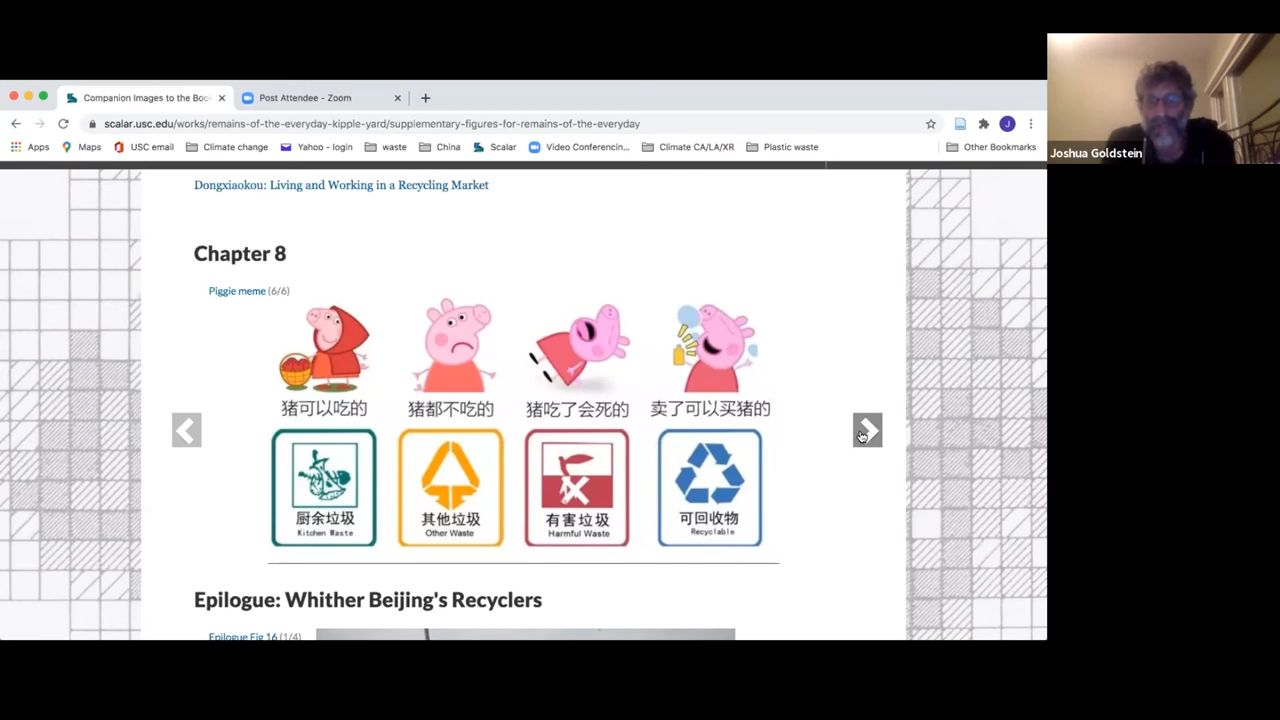 Companion Images to the Boo
Post Attendee - Zoom
scalar.usc.edu/works/remains-of-the-everyday-kipple-yard/supplementary-figures-for-remains-of-the-everyday
J
Apps
Maps
USC email
Climate change
Yahoo - login
waste
China
Scalar
Video Conferencin...
Climate CA/LA/XR
Plastic waste
Other Bookmarks
Joshua Goldstein
Dongxiaokou: Living and Working in a Recycling Market
Chapter 8
Piggie meme (6/6)
猪可以吃的 猪都不吃的 猪吃了会死的 卖了可以买猪的
厨余垃圾 其他垃圾 有害垃圾 可回收物
Kitchen Waste Other Waste Harmful Waste Recyclable
Epilogue: Whither Beijing's Recyclers
Epilogue Fig 16 (1/4)